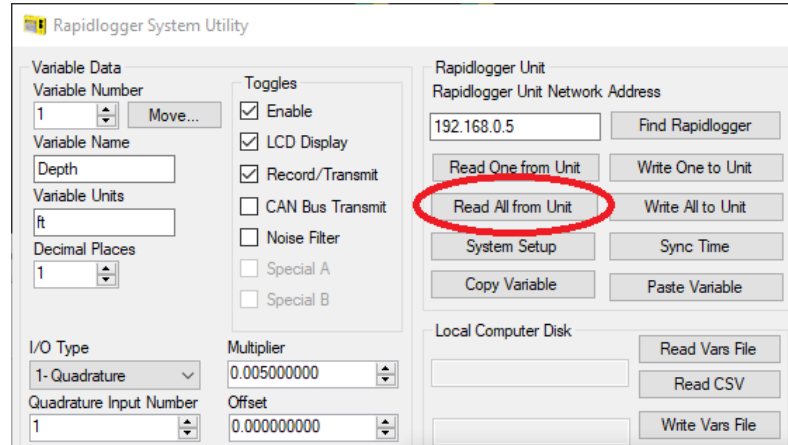 Rapidlogger System Utility
Variable Data
Variable Number
1
Move...
Variable Name
Depth
Variable Units
ft
Decimal Places
1
Toggles
Enable
LCD Display
Record/Transmit
CAN Bus Transmit
Noise Filter
Special A
Special B
I/O Type
1- Quadrature
Quadrature Input Number
1
Multiplier
0.005000000
Offset
0.000000000
Rapidlogger Unit
Rapidlogger Unit Network Address
192.168.0.5
Find Rapidlogger
Read One from Unit
Write One to Unit
Read All from Unit
Write All to Unit
System Setup
Sync Time
Copy Variable
Paste Variable
Local Computer Disk
Read Vars File
Read CSV
Write Vars File